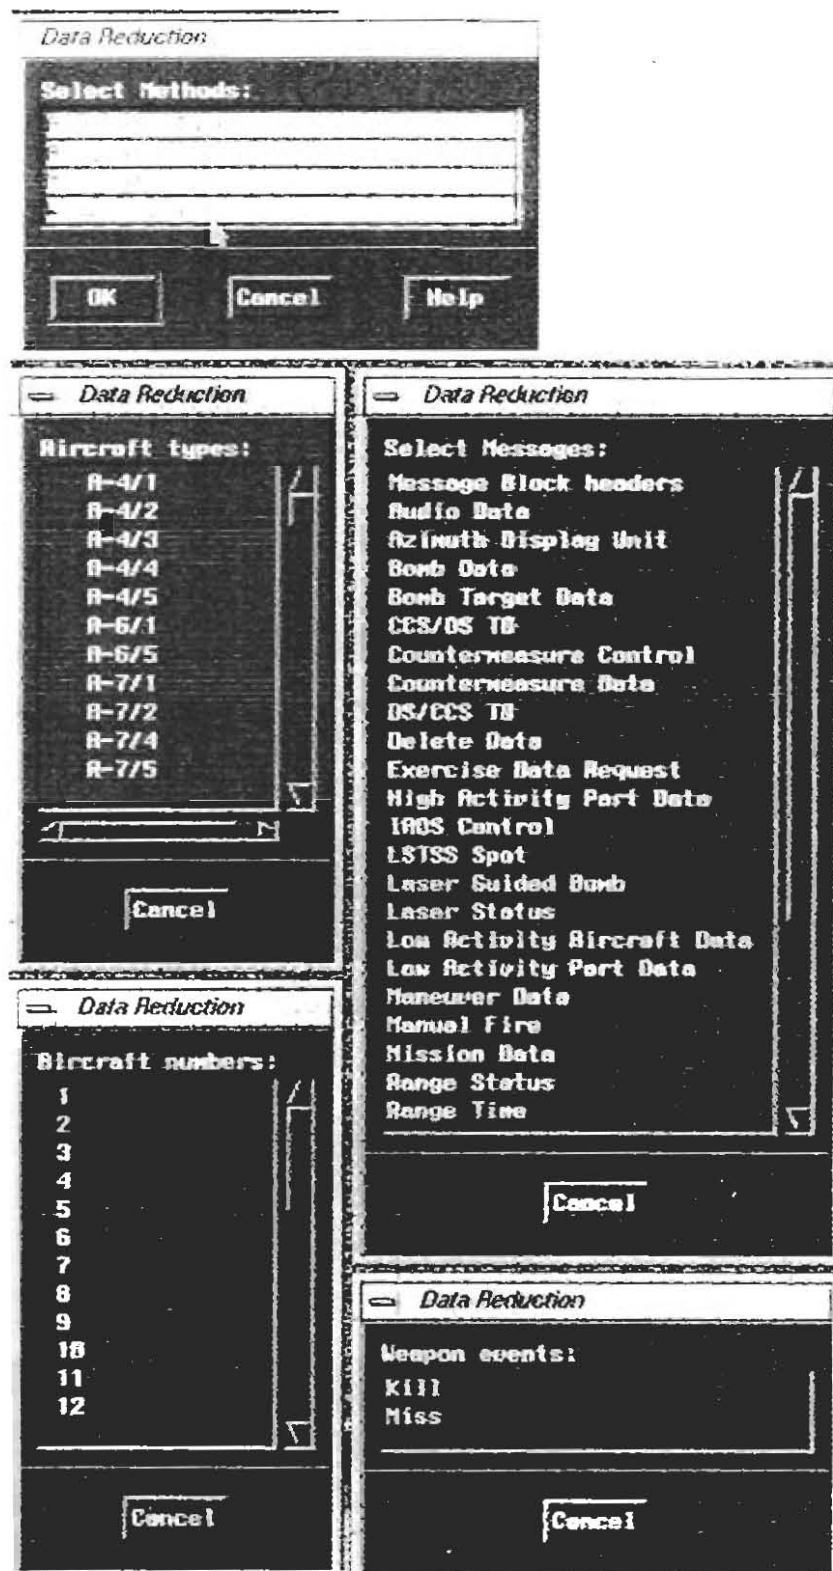 Data Reduction
Select Methods:
OK
Cancel
Help
Data Reduction
Aircraft types:
A-4/1
A-4/2
A-4/3
A-4/4
A-4/5
A-6/1
A-6/5
A-7/1
A-7/2
A-7/4
A-7/5
Cancel
Data Reduction
Select Messages:
Message Block headers
Audio Data
Azimuth Display Unit
Bomb Data
Bomb Target Data
CCS/DS T0
Countermeasure Control
Countermeasure Data
DS/CCS T0
Delete Data
Exercise Data Request
High Activity Part Data
IADS Control
LSTSS Spot
Laser Guided Bomb
Laser Status
Low Activity Aircraft Data
Low Activity Part Data
Maneuver Data
Manual Fire
Mission Data
Range Status
Range Time
Cancel
Data Reduction
Aircraft numbers:
1
2
3
4
5
6
7
8
9
10
11
12
Cancel
Data Reduction
Weapon events:
Kill
Miss
Cancel